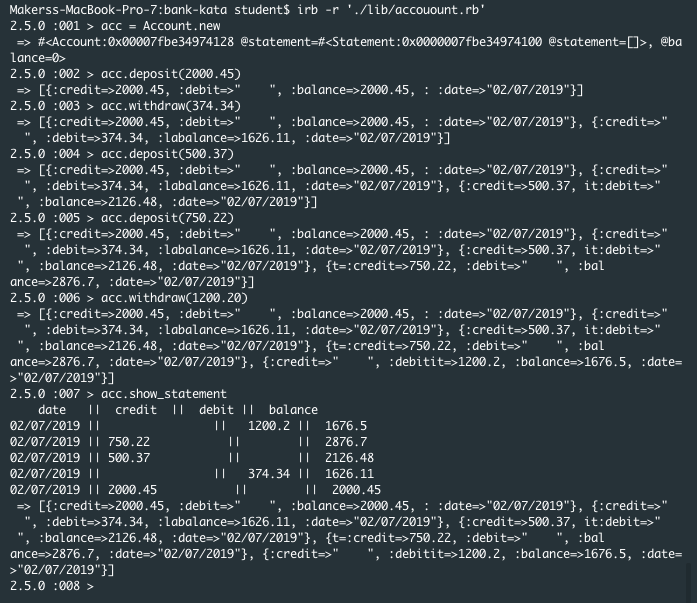 Makerss-MacBook-Pro-7:bank-kata student$ irb -r './lib/accouount.rb'
2.5.0 :001 > acc = Account.new
=> #<Account:0x00007fbe34974128 @statement=#<Statement:0x0000007fbe34974100 @statement=[]>, @ba
lance=0>
2.5.0 :002 > acc.deposit(2000.45)
=> [{:credit=>2000.45, :debit=>"    ", :balance=>2000.45, : :date=>"02/07/2019"}]
2.5.0 :003 > acc.withdraw(374.34)
=> [{:credit=>2000.45, :debit=>"    ", :balance=>2000.45, : :date=>"02/07/2019"}, {:credit=>"
 ", :debit=>374.34, :labalance=>1626.11, :date=>"02/07/2019"}]
2.5.0 :004 > acc.deposit(500.37)
=> [{:credit=>2000.45, :debit=>"    ", :balance=>2000.45, : :date=>"02/07/2019"}, {:credit=>"
 ", :debit=>374.34, :labalance=>1626.11, :date=>"02/07/2019"}, {:credit=>500.37, it:debit=>"
", :balance=>2126.48, :date=>"02/07/2019"}]
2.5.0 :005 > acc.deposit(750.22)
=> [{:credit=>2000.45, :debit=>"    ", :balance=>2000.45, : :date=>"02/07/2019"}, {:credit=>"
 ", :debit=>374.34, :labalance=>1626.11, :date=>"02/07/2019"}, {:credit=>500.37, it:debit=>"
", :balance=>2126.48, :date=>"02/07/2019"}, {t=:credit=>750.22, :debit=>"    ", :bal
ance=>2876.7, :date=>"02/07/2019"}]
2.5.0 :006 > acc.withdraw(1200.20)
=> [{:credit=>2000.45, :debit=>"    ", :balance=>2000.45, : :date=>"02/07/2019"}, {:credit=>"
 ", :debit=>374.34, :labalance=>1626.11, :date=>"02/07/2019"}, {:credit=>500.37, it:debit=>"
", :balance=>2126.48, :date=>"02/07/2019"}, {t=>750.22, :debit=>"    ", :bal
ance=>2876.7, :date=>"02/07/2019"}, {:credit=>"    ", :debitit=>1200.2, :balance=>1676.5, :date=
>"02/07/2019"}]
2.5.0 :007 > acc.show_statement
date || credit || debit || balance
02/07/2019 || || 1200.2 || 1676.5
02/07/2019 || 750.22 || || 2876.7
02/07/2019 || 500.37 || || 2126.48
02/07/2019 || || 374.34 || 1626.11
02/07/2019 || 2000.45 || || 2000.45
=> [{:credit=>2000.45, :debit=>"    ", :balance=>2000.45, : :date=>"02/07/2019"}, {:credit=>"
 ", :debit=>374.34, :labalance=>1626.11, :date=>"02/07/2019"}, {:credit=>500.37, it:debit=>"
", :balance=>2126.48, :date=>"02/07/2019"}, {t=>750.22, :debit=>"    ", :bal
ance=>2876.7, :date=>"02/07/2019"}, {:credit=>"    ", :debitit=>1200.2, :balance=>1676.5, :date=
>"02/07/2019"}]
2.5.0 :008 >